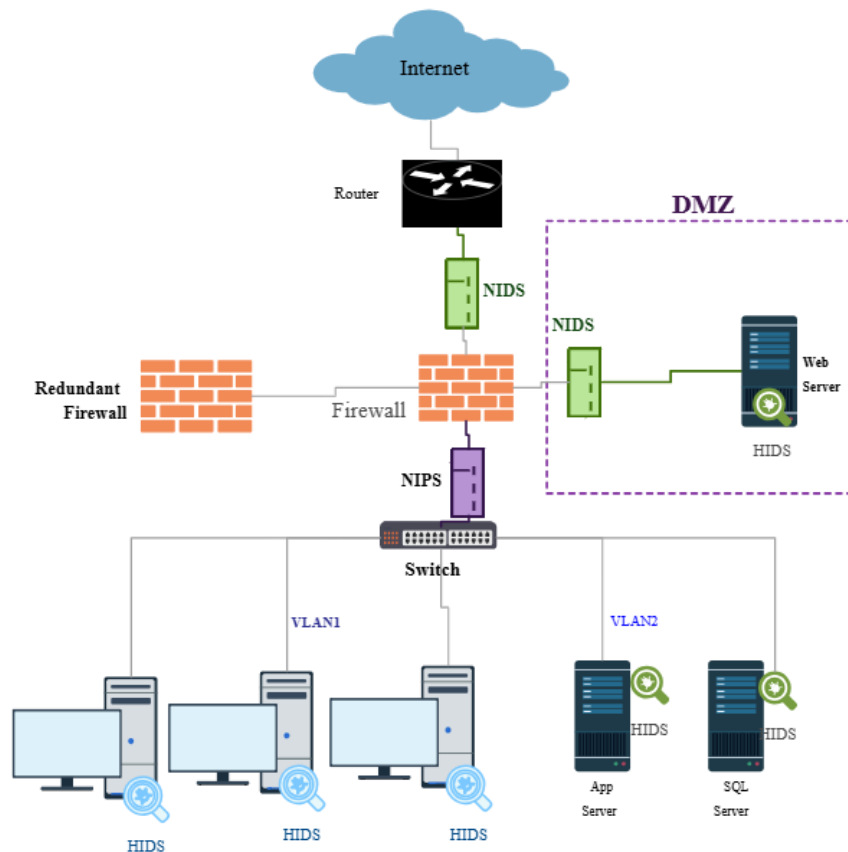 Internet
Router
DMZ
NIDS
NIDS
Web
Server
Redundant
Firewall
Firewall
HIDS
NIPS
Switch
VLAN1
VLAN2
HIDS
HIDS
HIDS
HIDS
HIDS
App
Server
SQL
Server